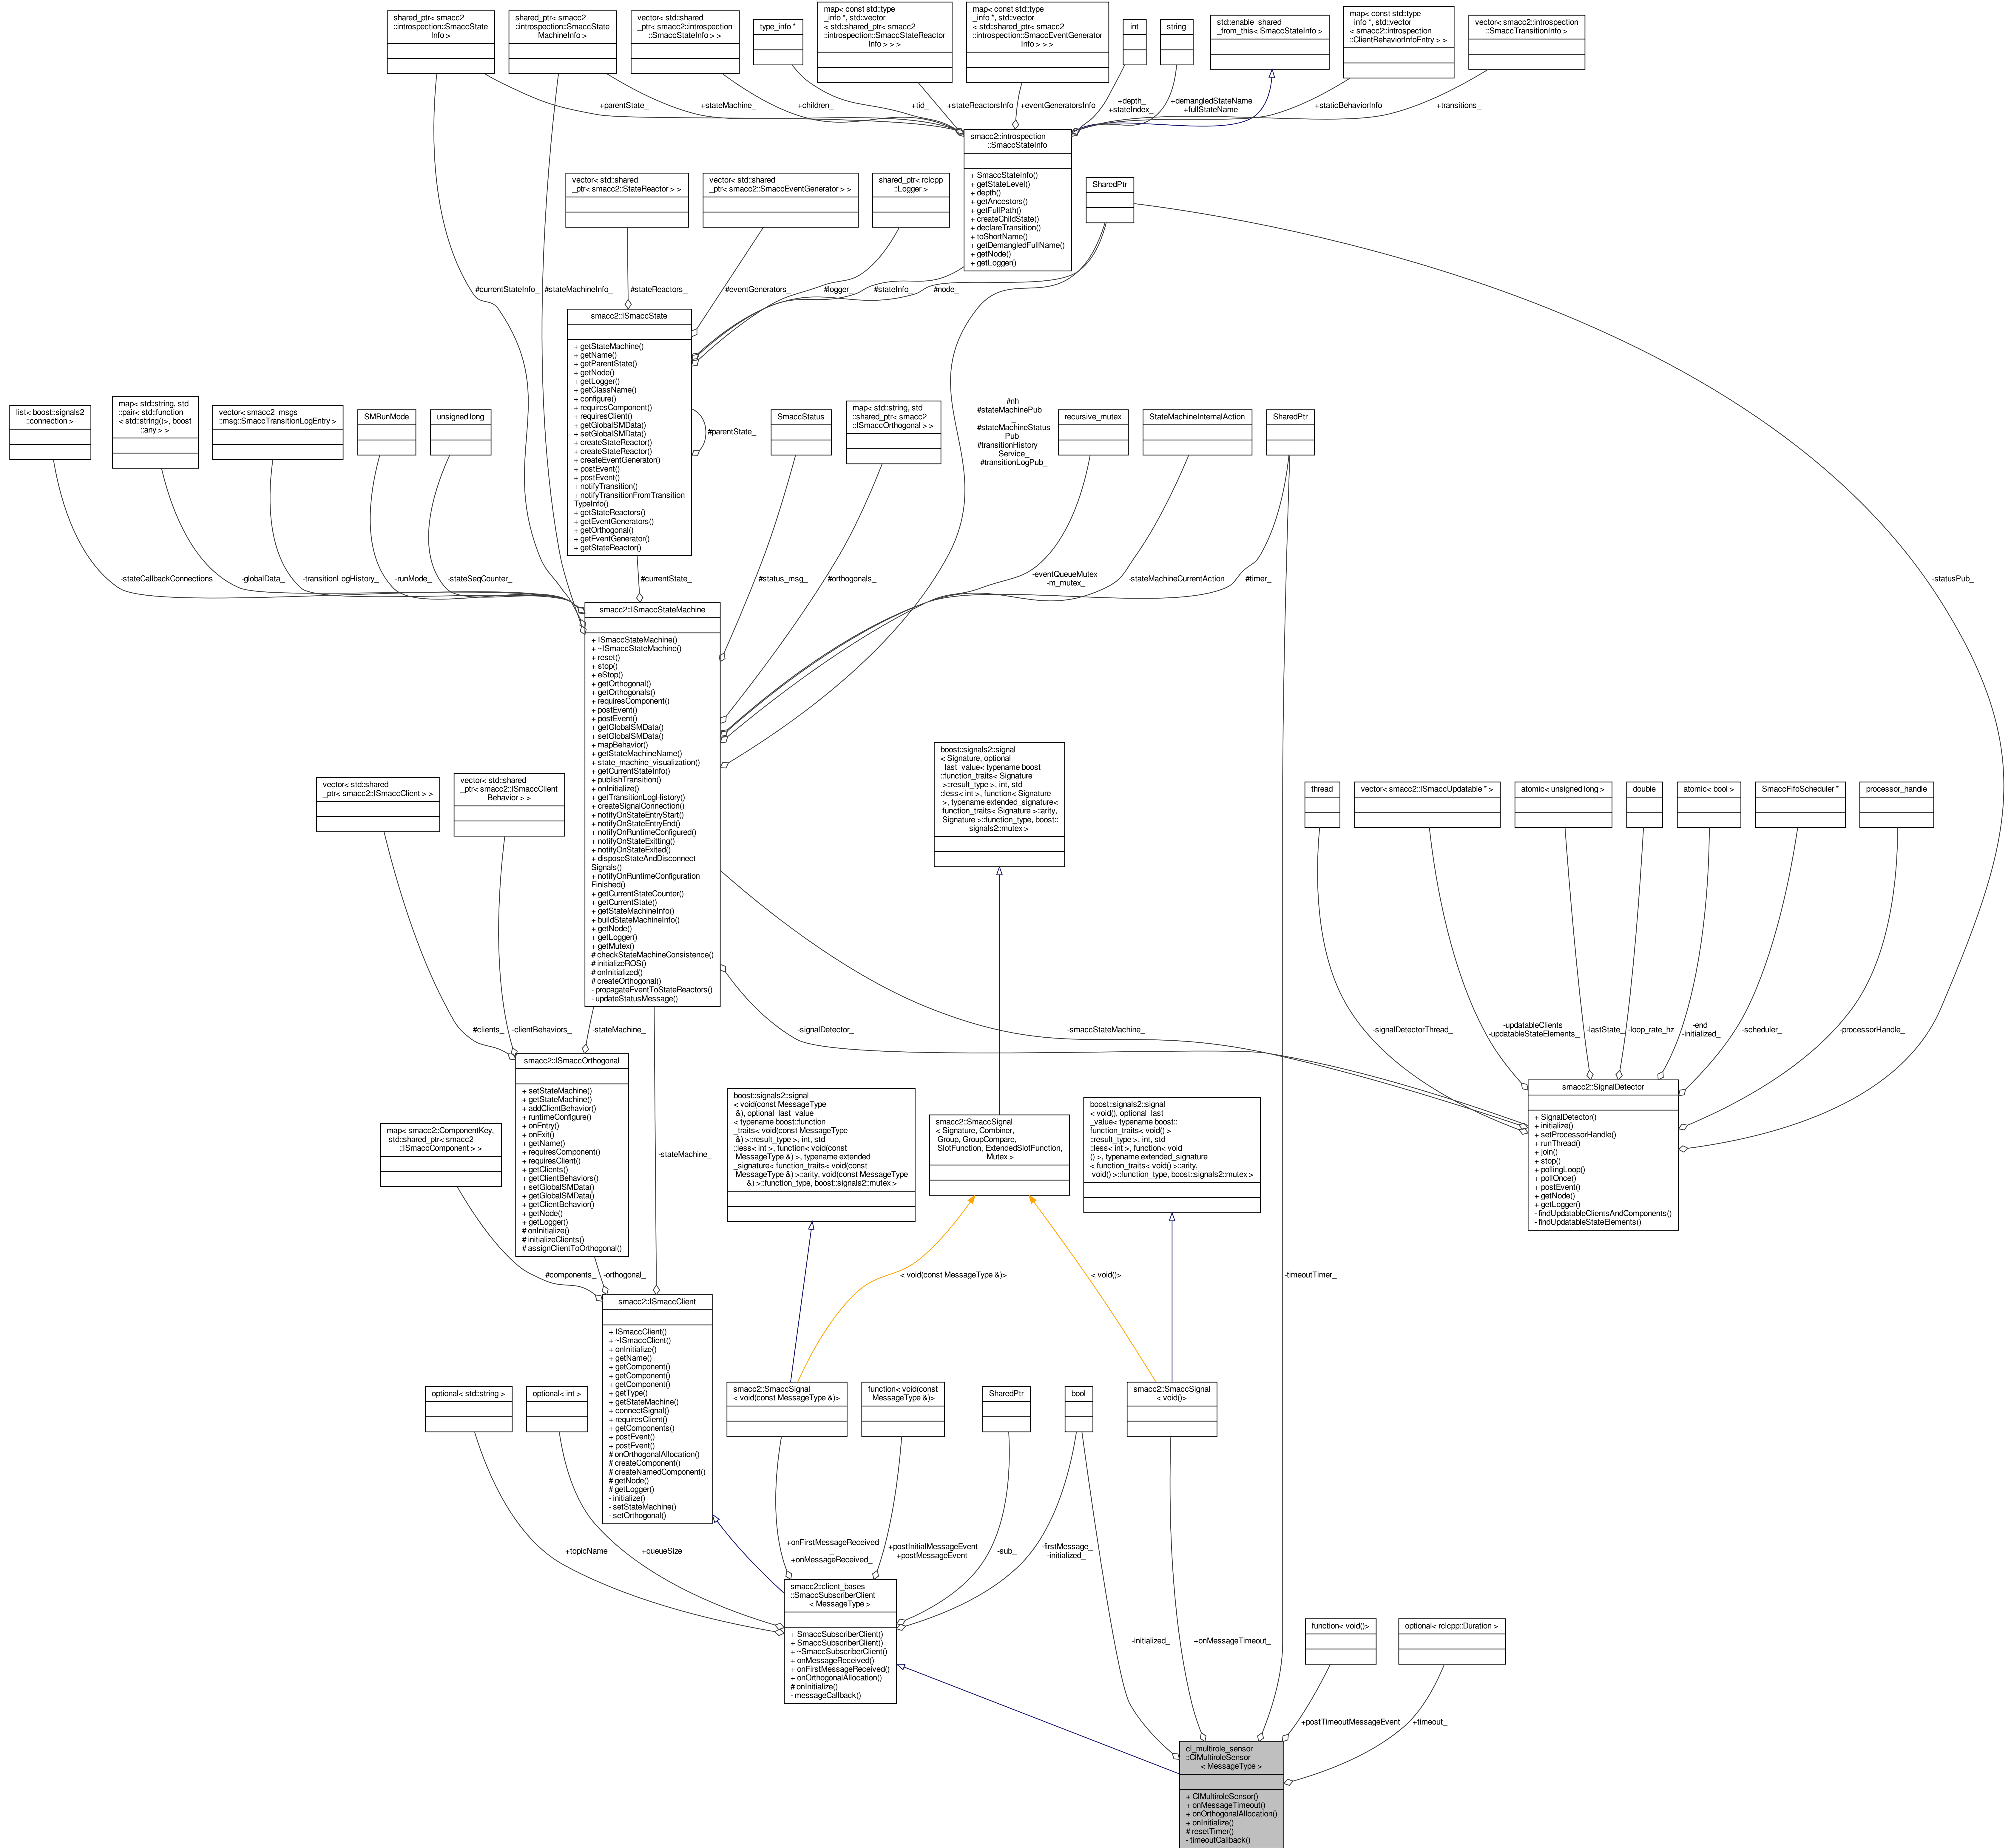 shared_ptr< smacc2
::introspection::SmaccState
Info >
shared_ptr< smacc2
::introspection::SmaccState
MachineInfo >
vector< std::shared
_ptr< smacc2::introspection
::SmaccStateInfo > >
type_info *
map< const std::type
_info *, std::vector
< std::shared_ptr< smacc2
::introspection::SmaccStateReactor
Info > > >
map< const std::type
_info *, std::vector
< std::shared_ptr< smacc2
::introspection::SmaccEventGenerator
Info > > >
int
string
std::enable_shared
_from_this< SmaccStateInfo >
map< const std::type
_info *, std::vector
< smacc2::introspection
::ClientBehaviorInfoEntry > >
vector< smacc2::introspection
::SmaccTransitionInfo >
+parentState_
+stateMachine_
+children_
+tid_
+stateReactorsInfo
+eventGeneratorsInfo
+depth_
+stateIndex_
+demangledStateName
+fullStateName
+staticBehaviorInfo
+transitions_
smacc2::introspection
::SmaccStateInfo
+ SmaccStateInfo()
+ getStateLevel()
+ depth()
+ getAncestors()
+ getFullPath()
+ createChildState()
+ declareTransition()
+ toShortName()
+ getDemangledFullName()
+ getNode()
+ getLogger()
vector< std::shared
_ptr< smacc2::StateReactor > >
vector< std::shared
_ptr< smacc2::SmaccEventGenerator > >
shared_ptr< rclcpp
::Logger >
SharedPtr
#currentStateInfo_
#stateMachineInfo_
#stateReactors_
#eventGenerators_
#logger_
#stateInfo_
#node_
smacc2::ISmaccState
+ getStateMachine()
+ getName()
+ getParentState()
+ getNode()
+ getLogger()
+ getClassName()
+ configure()
+ requiresComponent()
+ requiresClient()
+ getGlobalSMData()
+ setGlobalSMData()
+ createStateReactor()
+ createStateReactor()
+ createEventGenerator()
+ postEvent()
+ postEvent()
+ notifyTransition()
+ notifyTransitionFromTransition
TypeInfo()
+ getStateReactors()
+ getEventGenerators()
+ getOrthogonal()
+ getEventGenerator()
+ getStateReactor()
#parentState_
list< boost::signals2
::connection >
map< std::string, std
::pair< std::function
< std::string()>, boost
::any > >
vector< smacc2_msgs
::msg::SmaccTransitionLogEntry >
SMRunMode
unsigned long
SmaccStatus
map< std::string, std
::shared_ptr< smacc2
::ISmaccOrthogonal > >
#nh_
#stateMachinePub
_
#stateMachineStatus
Pub_
#transitionHistory
Service_
#transitionLogPub_
recursive_mutex
StateMachineInternalAction
SharedPtr
-stateCallbackConnections
-globalData_
-transitionLogHistory_
-runMode_
-stateSeqCounter_
#currentState_
#status_msg_
#orthogonals_
-eventQueueMutex_
-m_mutex_
-stateMachineCurrentAction
#timer_
-statusPub_
smacc2::ISmaccStateMachine
+ ISmaccStateMachine()
+ ~ISmaccStateMachine()
+ reset()
+ stop()
+ eStop()
+ getOrthogonal()
+ getOrthogonals()
+ requiresComponent()
+ postEvent()
+ postEvent()
+ getGlobalSMData()
+ setGlobalSMData()
+ mapBehavior()
+ getStateMachineName()
+ state_machine_visualization()
+ getCurrentStateInfo()
+ publishTransition()
+ onInitialize()
+ getTransitionLogHistory()
+ createSignalConnection()
+ notifyOnStateEntryStart()
+ notifyOnStateEntryEnd()
+ notifyOnRuntimeConfigured()
+ notifyOnStateExitting()
+ notifyOnStateExited()
+ disposeStateAndDisconnect
Signals()
+ notifyOnRuntimeConfiguration
Finished()
+ getCurrentStateCounter()
+ getCurrentState()
+ getStateMachineInfo()
+ buildStateMachineInfo()
+ getNode()
+ getLogger()
+ getMutex()
# checkStateMachineConsistence()
# initializeROS()
# onInitialized()
# createOrthogonal()
- propagateEventToStateReactors()
- updateStatusMessage()
boost::signals2::signal
< Signature, optional
_last_value< typename boost
::function_traits< Signature
>::result_type >, int, std
::less< int >, function< Signature
>, typename extended_signature<
function_traits< Signature >::arity,
Signature >::function_type, boost::
signals2::mutex >
vector< std::shared
_ptr< smacc2::ISmaccClient > >
vector< std::shared
_ptr< smacc2::ISmaccClient
Behavior > >
thread
vector< smacc2::ISmaccUpdatable * >
atomic< unsigned long >
double
atomic< bool >
SmaccFifoScheduler *
processor_handle
#clients_
-clientBehaviors_
-stateMachine_
-signalDetector_
-smaccStateMachine_
-signalDetectorThread_
-updatableClients_
-updatableStateElements_
-lastState_
-loop_rate_hz
-end_
-initialized_
-scheduler_
-processorHandle_
smacc2::ISmaccOrthogonal
+ setStateMachine()
+ getStateMachine()
+ addClientBehavior()
+ runtimeConfigure()
+ onEntry()
+ onExit()
+ getName()
+ requiresComponent()
+ requiresClient()
+ getClients()
+ getClientBehaviors()
+ setGlobalSMData()
+ getGlobalSMData()
+ getClientBehavior()
+ getNode()
+ getLogger()
# onInitialize()
# initializeClients()
# assignClientToOrthogonal()
smacc2::SignalDetector
+ SignalDetector()
+ initialize()
+ setProcessorHandle()
+ runThread()
+ join()
+ stop()
+ pollingLoop()
+ pollOnce()
+ postEvent()
+ getNode()
+ getLogger()
- findUpdatableClientsAndComponents()
- findUpdatableStateElements()
map< smacc2::ComponentKey,
std::shared_ptr< smacc2
::ISmaccComponent > >
-stateMachine_
boost::signals2::signal
< void(const MessageType
&), optional_last_value
< typename boost::function
_traits< void(const MessageType
&) >::result_type >, int, std
::less< int >, function< void(const
MessageType &) >, typename extended
_signature< function_traits< void(const
MessageType &) >::arity, void(const MessageType
&) >::function_type, boost::signals2::mutex >
smacc2::SmaccSignal
< Signature, Combiner,
Group, GroupCompare,
SlotFunction, ExtendedSlotFunction,
Mutex >
boost::signals2::signal
< void(), optional_last
_value< typename boost::
function_traits< void() >
::result_type >, int, std
::less< int >, function< void
() >, typename extended_signature
< function_traits< void() >::arity,
void() >::function_type, boost::signals2::mutex >
#components_
-orthogonal_
< void(const MessageType &)>
< void()>
-timeoutTimer_
smacc2::ISmaccClient
+ ISmaccClient()
+ ~ISmaccClient()
+ onInitialize()
+ getName()
+ getComponent()
+ getComponent()
+ getComponent()
+ getType()
+ getStateMachine()
+ connectSignal()
+ requiresClient()
+ getComponents()
+ postEvent()
+ postEvent()
# onOrthogonalAllocation()
# createComponent()
# createNamedComponent()
# getNode()
# getLogger()
- initialize()
- setStateMachine()
- setOrthogonal()
optional< std::string >
optional< int >
smacc2::SmaccSignal
< void(const MessageType &)>
function< void(const
MessageType &)>
SharedPtr
bool
smacc2::SmaccSignal
< void()>
+topicName
+queueSize
+onFirstMessageReceived
_
+onMessageReceived_
+postInitialMessageEvent
+postMessageEvent
-sub_
-firstMessage_
-initialized_
smacc2::client_bases
::SmaccSubscriberClient
< MessageType >
+ SmaccSubscriberClient()
+ SmaccSubscriberClient()
+ ~SmaccSubscriberClient()
+ onMessageReceived()
+ onFirstMessageReceived()
+ onOrthogonalAllocation()
# onInitialize()
- messageCallback()
function< void()>
optional< rclcpp::Duration >
-initialized_
+onMessageTimeout_
+postTimeoutMessageEvent
+timeout_
cl_multirole_sensor
::ClMultiroleSensor
< MessageType >
+ ClMultiroleSensor()
+ onMessageTimeout()
+ onOrthogonalAllocation()
+ onInitialize()
# resetTimer()
- timeoutCallback()